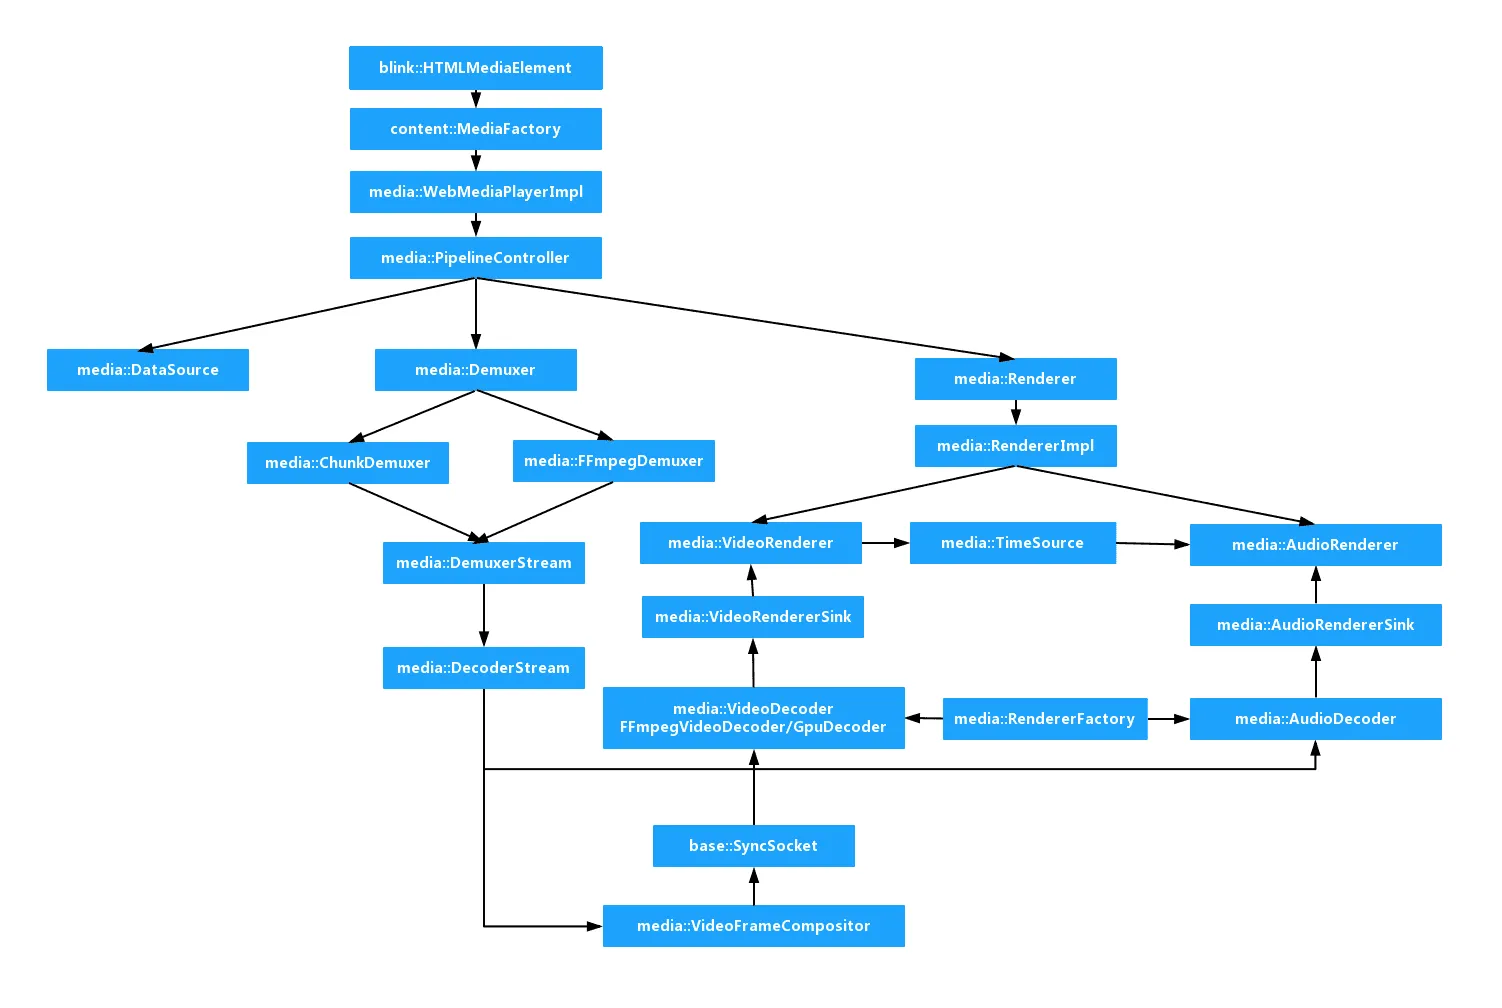 blink::HTMLMediaElement
content::MediaFactory
media::WebMediaPlayerImpl
media::PipelineController
media::DataSource
media::Demuxer
media::Renderer
media::RendererImpl
media::ChunkDemuxer
media::FFmpegDemuxer
media::VideoRenderer
media::TimeSource
media::AudioRenderer
media::DemuxerStream
media::VideoRendererSink
media::AudioRendererSink
media::DecoderStream
media::VideoDecoder
FFmpegVideoDecoder/GpuDecoder
media::RendererFactory
media::AudioDecoder
base::SyncSocket
media::VideoFrameCompositor